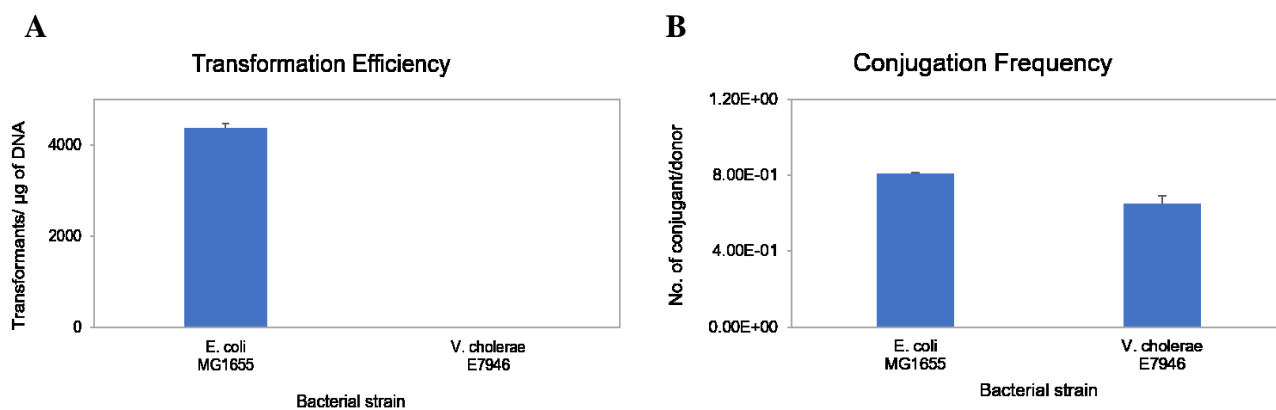 A
Transformation Efficiency
Transformants/ µg of DNA
4000
2000
0
E. coli
MG1655
V. cholerae
E7946
Bacterial strain
B
Conjugation Frequency
No. of conjugant/donor
1.20E+00
8.00E-01
4.00E-01
0.00E+00
E. coli
MG1655
V. cholerae
E7946
Bacterial strain